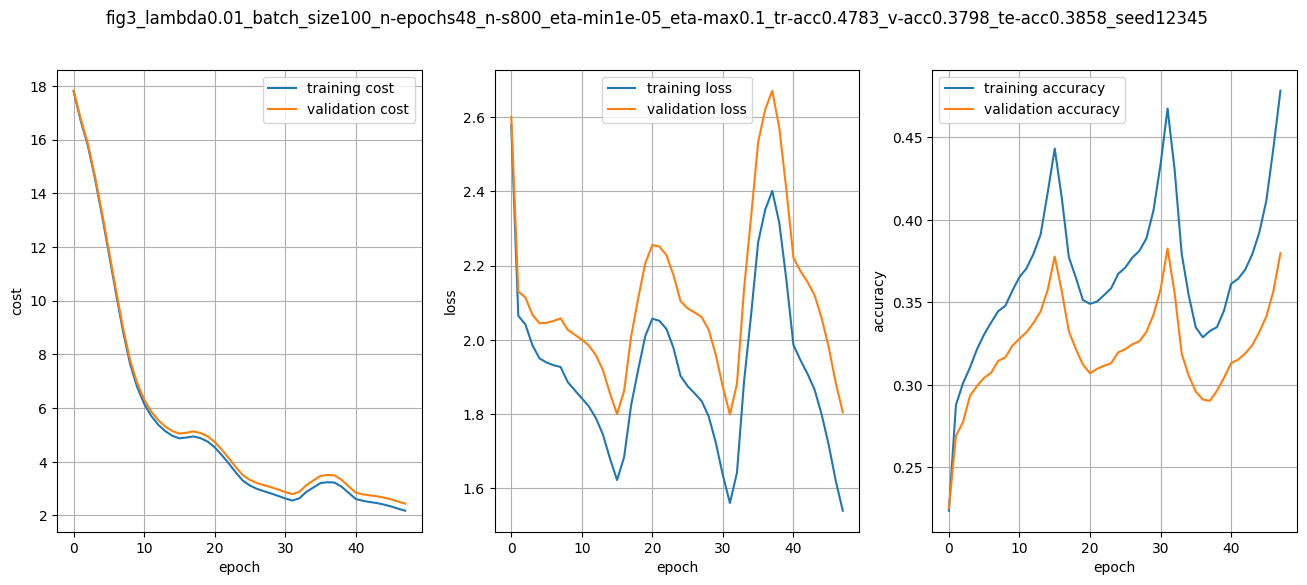 fig3_lambda0.01_batch_size100_n-epochs48_n-s800_eta-min1e-05_eta-max0.1_tr-acc0.4783_v-acc0.3798_te-acc0.3858_seed12345
training cost
validation cost
18
16
14
12
10
8
6
4
2
cost
0
10
20
30
40
epoch
training loss
validation loss
2.6
2.4
2.2
2.0
1.8
1.6
loss
0
10
20
30
40
epoch
training accuracy
validation accuracy
0.45
0.40
0.35
0.30
0.25
accuracy
0
10
20
30
40
epoch